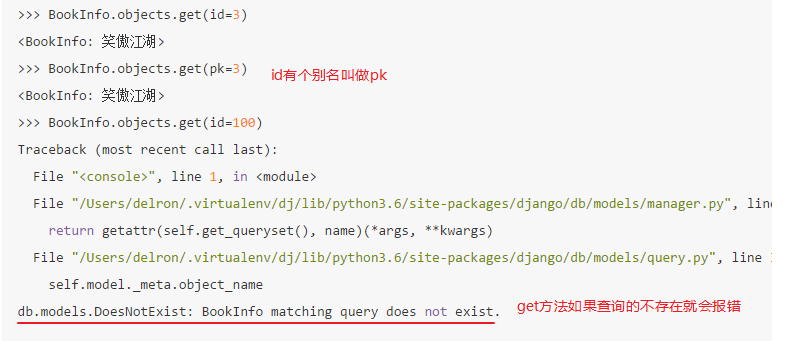 >>> BookInfo.objects.get(id=3)
<BookInfo: 笑傲江湖>
>>> BookInfo.objects.get(pk=3)
id有个别名叫做pk
<BookInfo: 笑傲江湖>
>>> BookInfo.objects.get(id=100)
Traceback (most recent call last):
File "<console>", line 1, in <module>
File "/Users/delron/.virtualenv/dj/lib/python3.6/site-packages/django/db/models/manager.py", line
return getattr(self.get_queryset(), name)(*args, **kwargs)
File "/Users/delron/.virtualenv/dj/lib/python3.6/site-packages/django/db/models/query.py", line
self.model._meta.object_name
db.models.DoesNotExist: BookInfo matching query does not exist.
get方法如果查询的不存在就会报错